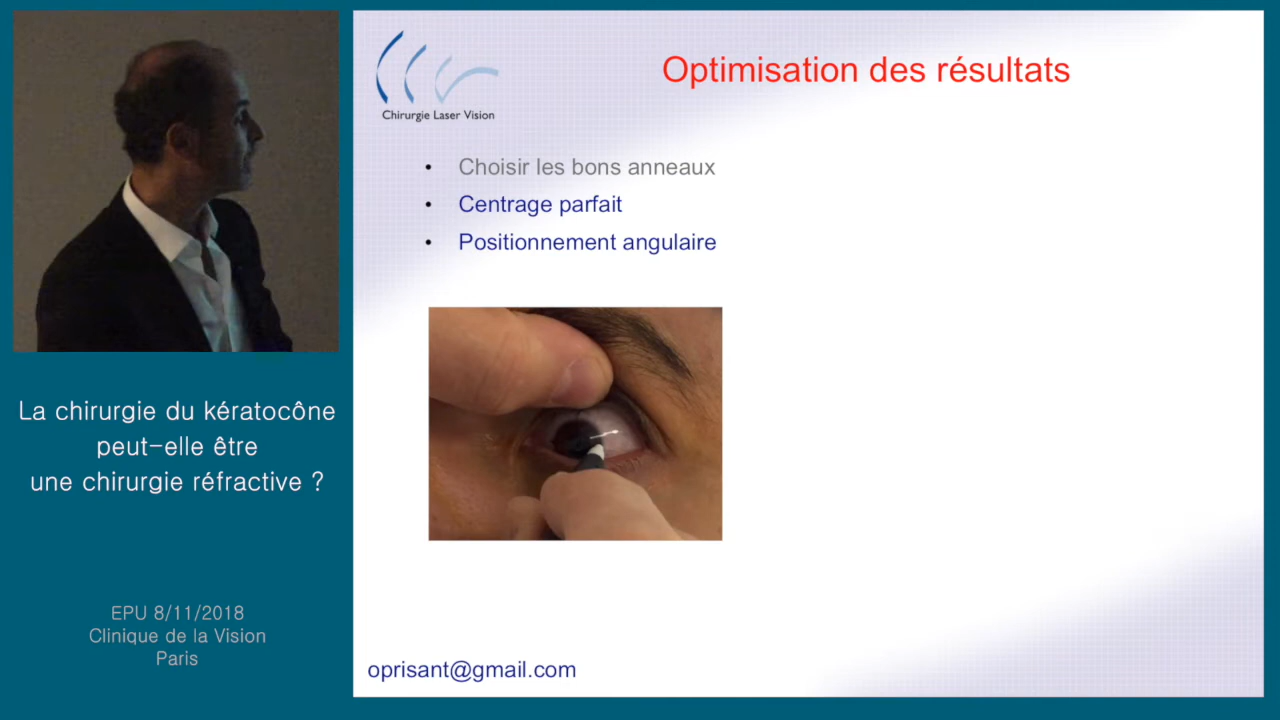 Chirurgie Laser Vision
Optimisation des résultats
• Choisir les bons anneaux
• Centrage parfait
• Positionnement angulaire
La chirurgie du kératocône
peut-elle être
une chirurgie réfractive ?
EPU 8/11/2018
Clinique de la Vision
Paris
oprisant@gmail.com